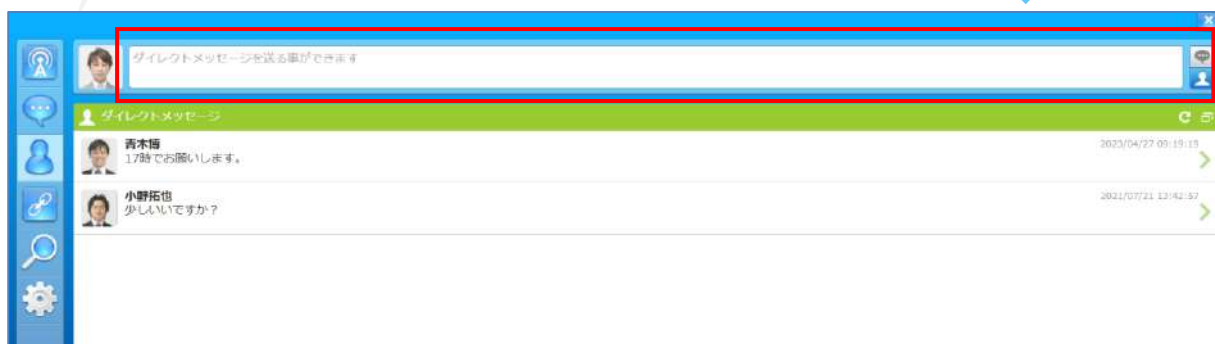 ダイレクトメッセージを送る事ができます
ダイレクトメッセージ
青木博
2023/04/27 09:19:19
17時でお願いします。
小野拓也
2021/07/21 13:42:57
少しいいですか？